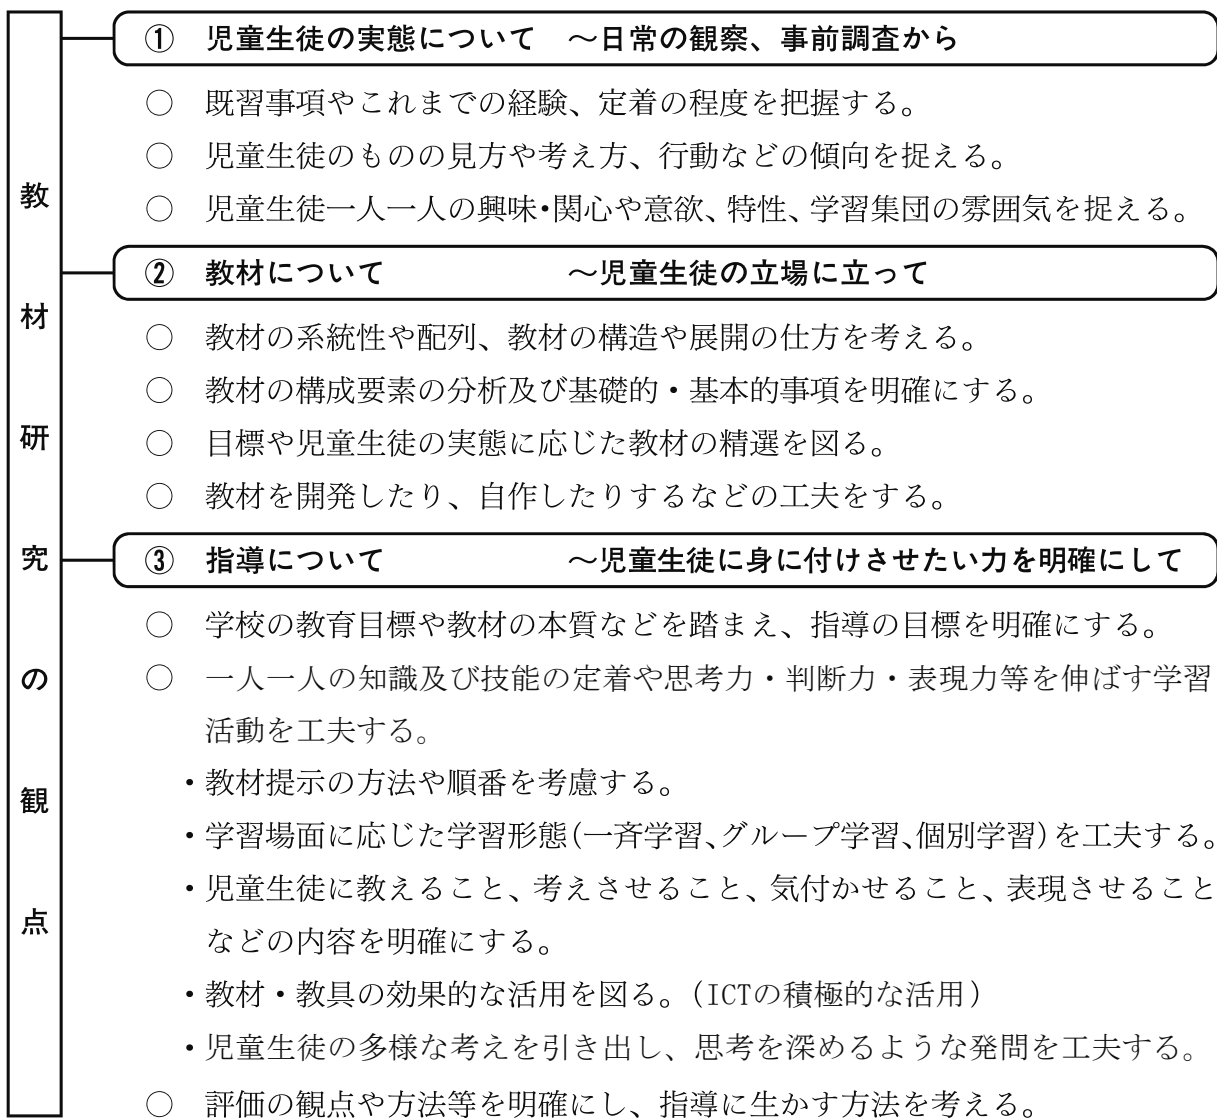 教材研究の観点
① 児童生徒の実態について ～日常の観察、事前調査から
○ 既習事項やこれまでの経験、定着の程度を把握する。
○ 児童生徒のものの見方や考え方、行動などの傾向を捉える。
○ 児童生徒一人一人の興味・関心や意欲、特性、学習集団の雰囲気を捉える。
② 教材について ～児童生徒の立場に立って
○ 教材の系統性や配列、教材の構造や展開の仕方を考える。
○ 教材の構成要素の分析及び基礎的・基本的事項を明確にする。
○ 目標や児童生徒の実態に応じた教材の精選を図る。
○ 教材を開発したり、自作したりするなどの工夫をする。
③ 指導について ～児童生徒に身に付けさせたい力を明確にして
○ 学校の教育目標や教材の本質などを踏まえ、指導の目標を明確にする。
○ 一人一人の知識及び技能の定着や思考力・判断力・表現力等を伸ばす学習
活動を工夫する。
・教材提示の方法や順番を考慮する。
・学習場面に応じた学習形態(一斉学習、グループ学習、個別学習)を工夫する。
・児童生徒に教えること、考えさせること、気付かせること、表現させること
などの内容を明確にする。
・教材・教具の効果的な活用を図る。(ICTの積極的な活用)
・児童生徒の多様な考えを引き出し、思考を深めるような発問を工夫する。
○ 評価の観点や方法等を明確にし、指導に生かす方法を考える。